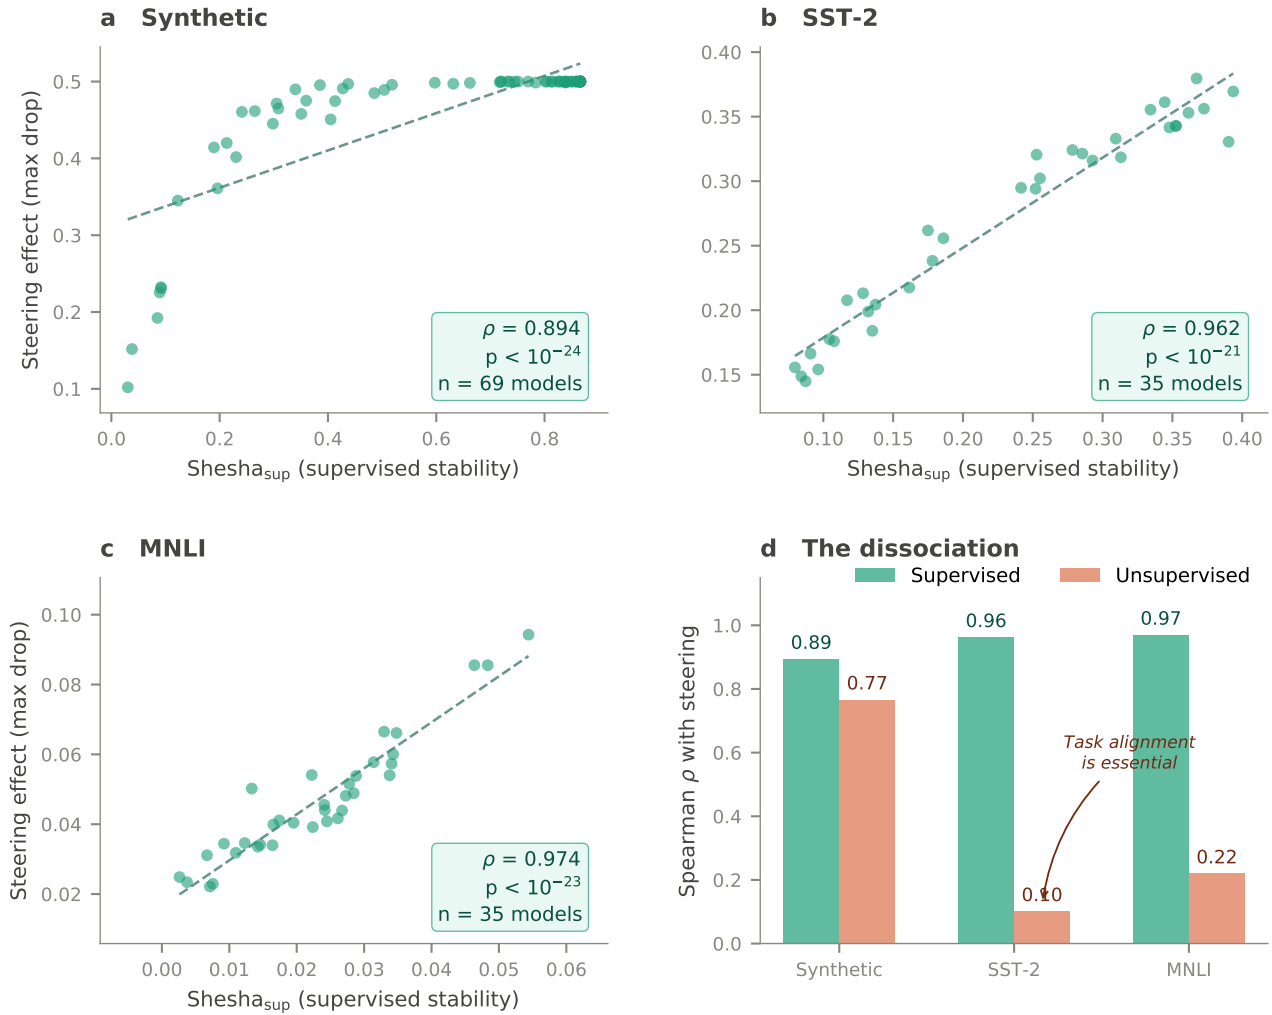 a Synthetic
Steering effect (max drop)
0.5
0.4
0.3
0.2
0.1
0.0 0.2 0.4 0.6 0.8
Shesha_sup (supervised stability)
ρ = 0.894
p < 10⁻²⁴
n = 69 models
b SST-2
0.40
0.35
0.30
0.25
0.20
0.15
0.10 0.15 0.20 0.25 0.30 0.35 0.40
Shesha_sup (supervised stability)
ρ = 0.962
p < 10⁻²¹
n = 35 models
c MNLI
Steering effect (max drop)
0.10
0.08
0.06
0.04
0.02
0.00 0.01 0.02 0.03 0.04 0.05 0.06
Shesha_sup (supervised stability)
ρ = 0.974
p < 10⁻²³
n = 35 models
d The dissociation
Supervised Unsupervised
Spearman ρ with steering
1.0
0.8
0.6
0.4
0.2
0.0
0.89
0.77
0.96
0.10
0.97
0.22
Task alignment
is essential
Synthetic SST-2 MNLI